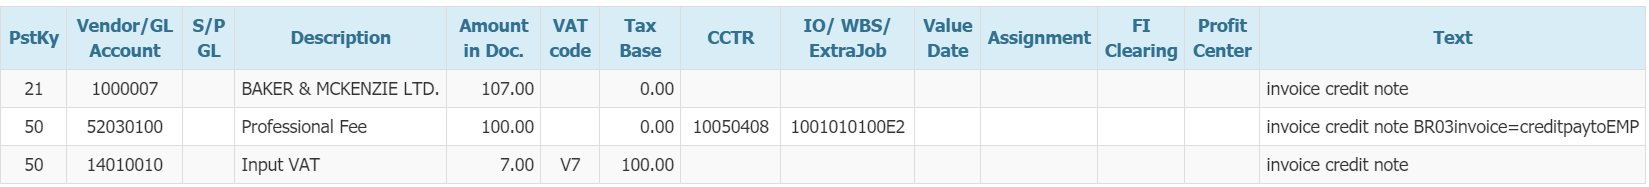 PstKy Vendor/GL Account S/P GL Description Amount in Doc. VAT code Tax Base CCTR IO/ WBS/ ExtraJob Value Date Assignment FI Clearing Profit Center Text
21 1000007 BAKER & MCKENZIE LTD. 107.00 0.00 invoice credit note
50 52030100 Professional Fee 100.00 0.00 10050408 1001010100E2 invoice credit note BR03invoice=creditpaytoEMP
50 14010010 Input VAT 7.00 V7 100.00 invoice credit note